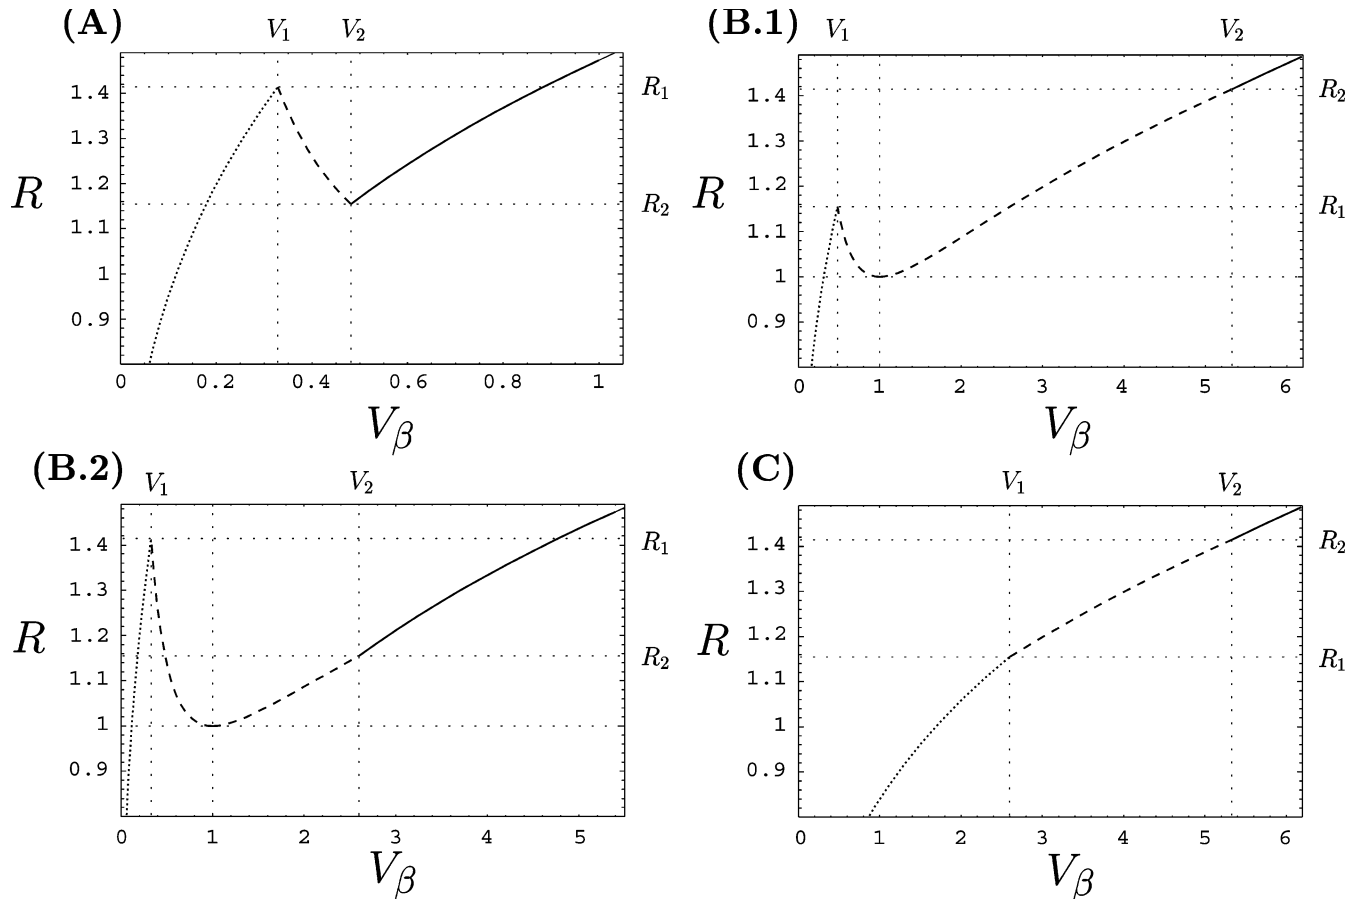 (A)
V₁ V₂
1.4
1.3
1.2
1.1
1
0.9
R
R₁
R₂
0 0.2 0.4 0.6 0.8 1
Vᵦ
(B.1)
V₁ V₂
1.4
1.3
1.2
1.1
1
0.9
R
R₂
R₁
0 1 2 3 4 5 6
Vᵦ
(B.2)
V₁ V₂
1.4
1.3
1.2
1.1
1
0.9
R
R₁
R₂
0 1 2 3 4 5
Vᵦ
(C)
V₁ V₂
1.4
1.3
1.2
1.1
1
0.9
R
R₂
R₁
0 1 2 3 4 5 6
Vᵦ